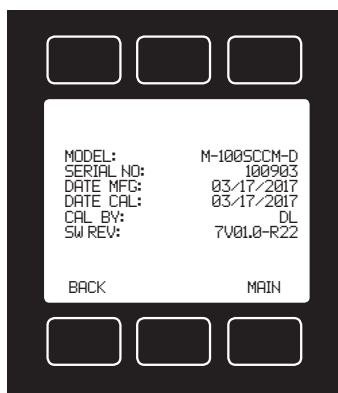 MODEL: M-100SCCM-D
SERIAL NO: 100903
DATE MFG: 03/17/2017
DATE CAL: 03/17/2017
CAL BY: DL
SW REV: 7V01.0-R22
BACK MAIN